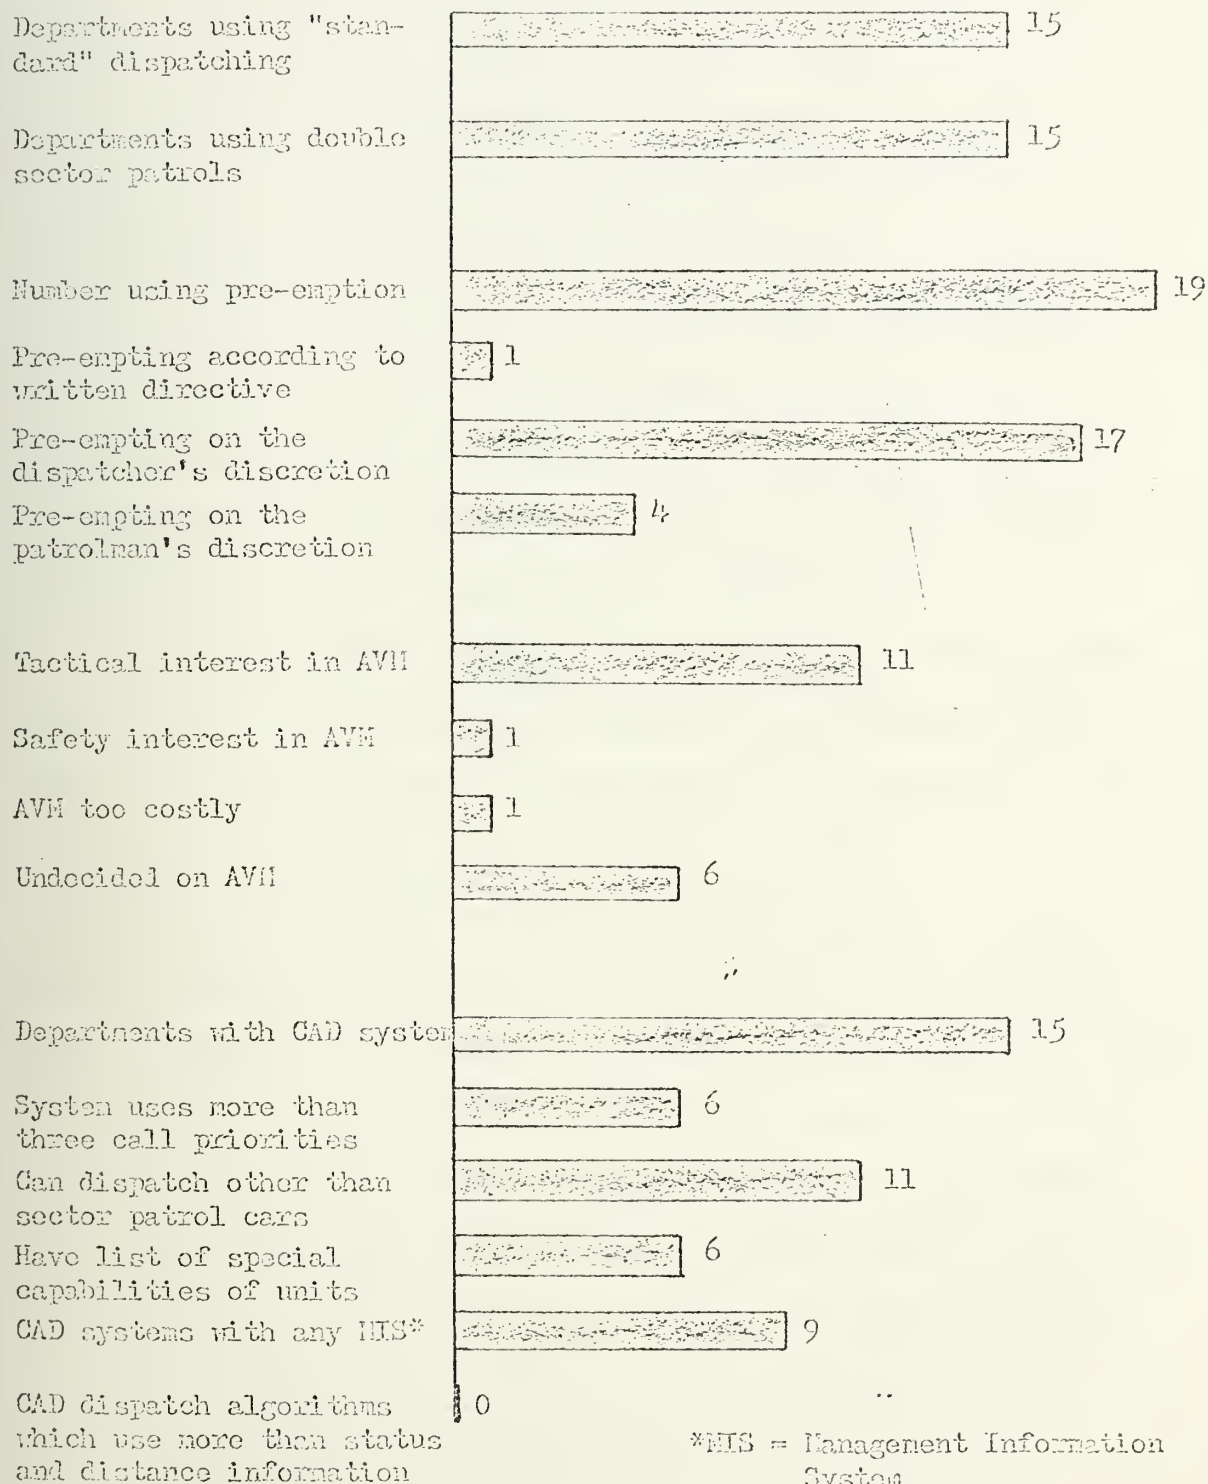 Departments using "stan-
dard" dispatching
15
Departments using double
sector patrols
15
Number using pre-emption
19
Pre-empting according to
written directive
1
Pre-empting on the
dispatcher's discretion
17
Pre-empting on the
patrolman's discretion
4
Tactical interest in AVM
11
Safety interest in AVM
1
AVM too costly
1
Undecided on AVM
6
Departments with CAD system
15
System uses more than
three call priorities
6
Can dispatch other than
sector patrol cars
11
Have list of special
capabilities of units
6
CAD systems with any MIS*
9
CAD dispatch algorithms
which use more than status
and distance information
0
*MIS = Management Information
System